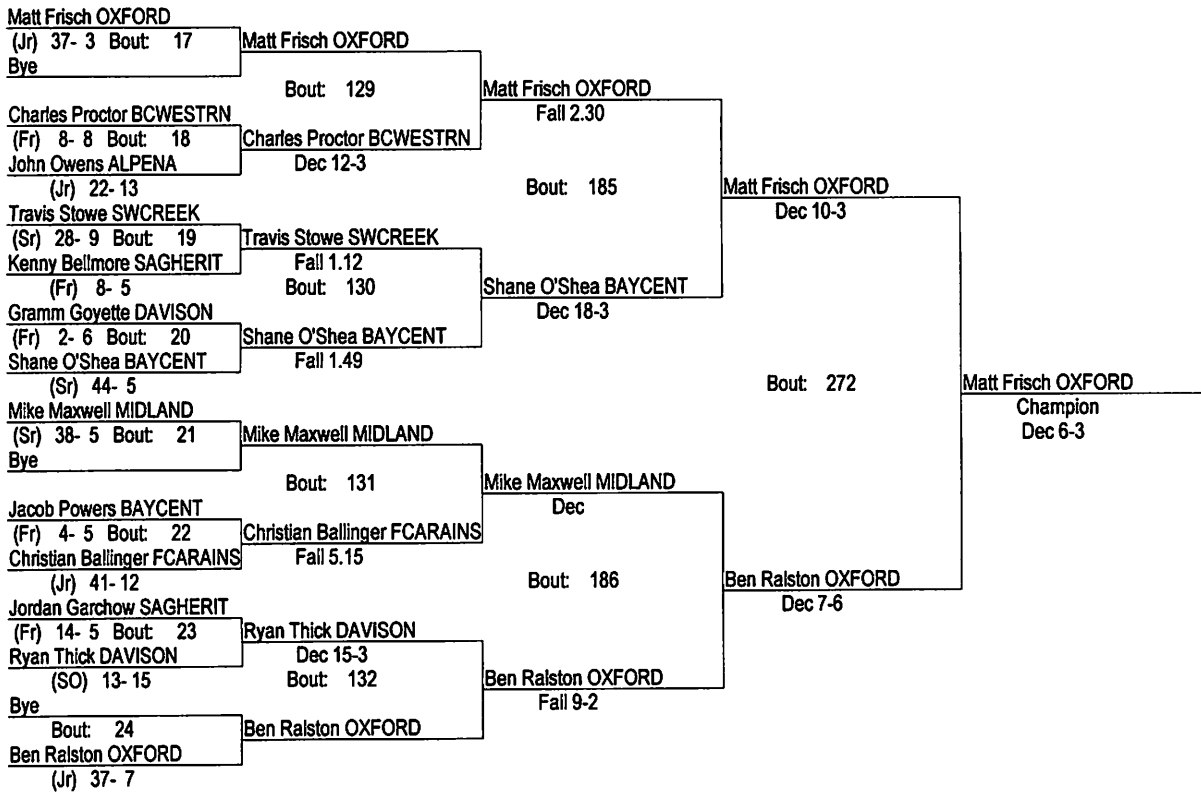 Matt Frisch OXFORD
(Jr) 37- 3 Bout: 17
Bye
Charles Proctor BCWESTRN
(Fr) 8- 8 Bout: 18
John Owens ALPENA
(Jr) 22- 13
Travis Stowe SWCREEK
(Sr) 28- 9 Bout: 19
Kenny Bellmore SAGHERIT
(Fr) 8- 5
Gramm Goyette DAVISON
(Fr) 2- 6 Bout: 20
Shane O'Shea BAYCENT
(Sr) 44- 5
Mike Maxwell MIDLAND
(Sr) 38- 5 Bout: 21
Bye
Jacob Powers BAYCENT
(Fr) 4- 5 Bout: 22
Christian Ballinger FCARAINS
(Jr) 41- 12
Jordan Garchow SAGHERIT
(Fr) 14- 5 Bout: 23
Ryan Thick DAVISON
(SO) 13- 15
Bye
Bout: 24
Ben Ralston OXFORD
(Jr) 37- 7
Matt Frisch OXFORD
Bout: 129
Charles Proctor BCWESTRN
Dec 12-3
Travis Stowe SWCREEK
Fall 1.12
Bout: 130
Shane O'Shea BAYCENT
Fall 1.49
Mike Maxwell MIDLAND
Bout: 131
Christian Ballinger FCARAINS
Fall 5.15
Ryan Thick DAVISON
Dec 15-3
Bout: 132
Ben Ralston OXFORD
Matt Frisch OXFORD
Fall 2.30
Bout: 185
Shane O'Shea BAYCENT
Dec 18-3
Mike Maxwell MIDLAND
Dec
Bout: 186
Ben Ralston OXFORD
Fall 9-2
Matt Frisch OXFORD
Dec 10-3
Bout: 272
Ben Ralston OXFORD
Dec 7-6
Matt Frisch OXFORD
Champion
Dec 6-3